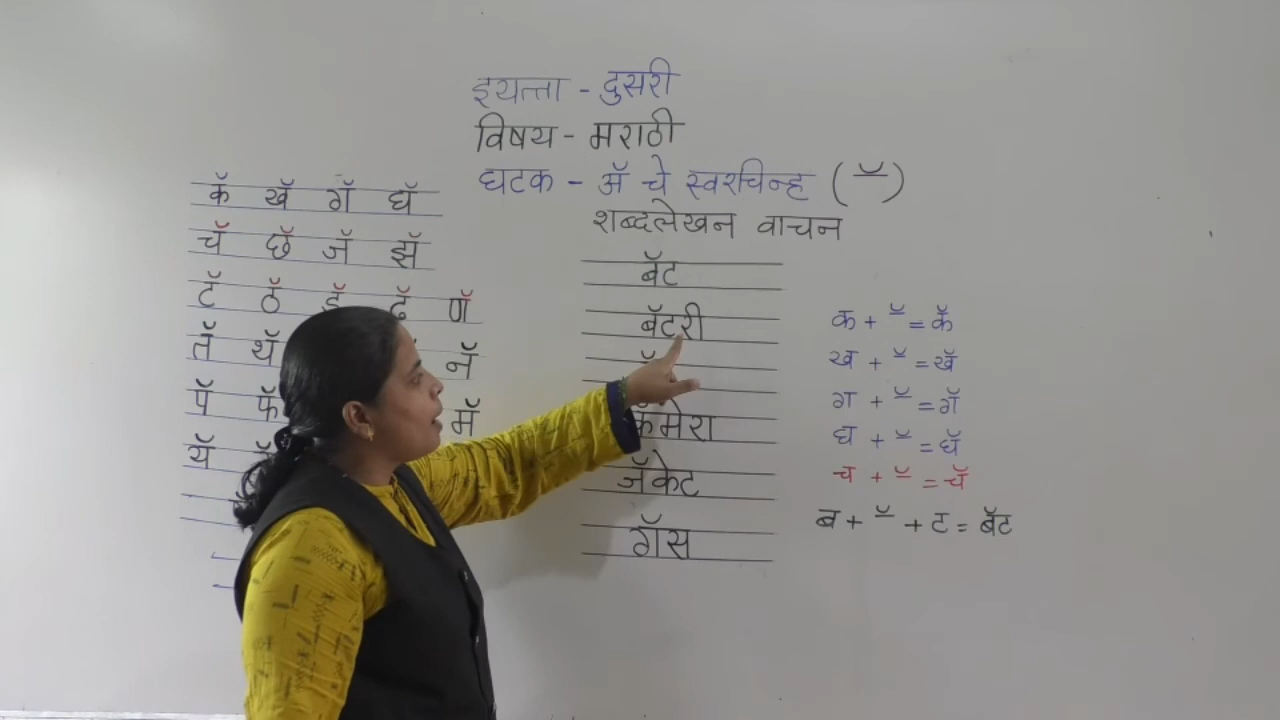 इयत्ता - दुसरी
विषय - मराठी
घटक - ॲ चे स्वरचिन्ह ( ॅ )
शब्दलेखन वाचन
कॅ खॅ गॅ घॅ
चॅ छॅ जॅ झॅ
टॅ ठॅ डॅ ढॅ णॅ
तॅ थॅ नॅ
पॅ फॅ मॅ
यॅ
बॅट
बॅटरी
कॅमेरा
जॅकेट
गॅस
क + ॅ = कॅ
ख + ॅ = खॅ
ग + ॅ = गॅ
घ + ॅ = घॅ
च + ॅ = चॅ
ब + ॅ + ट = बॅट